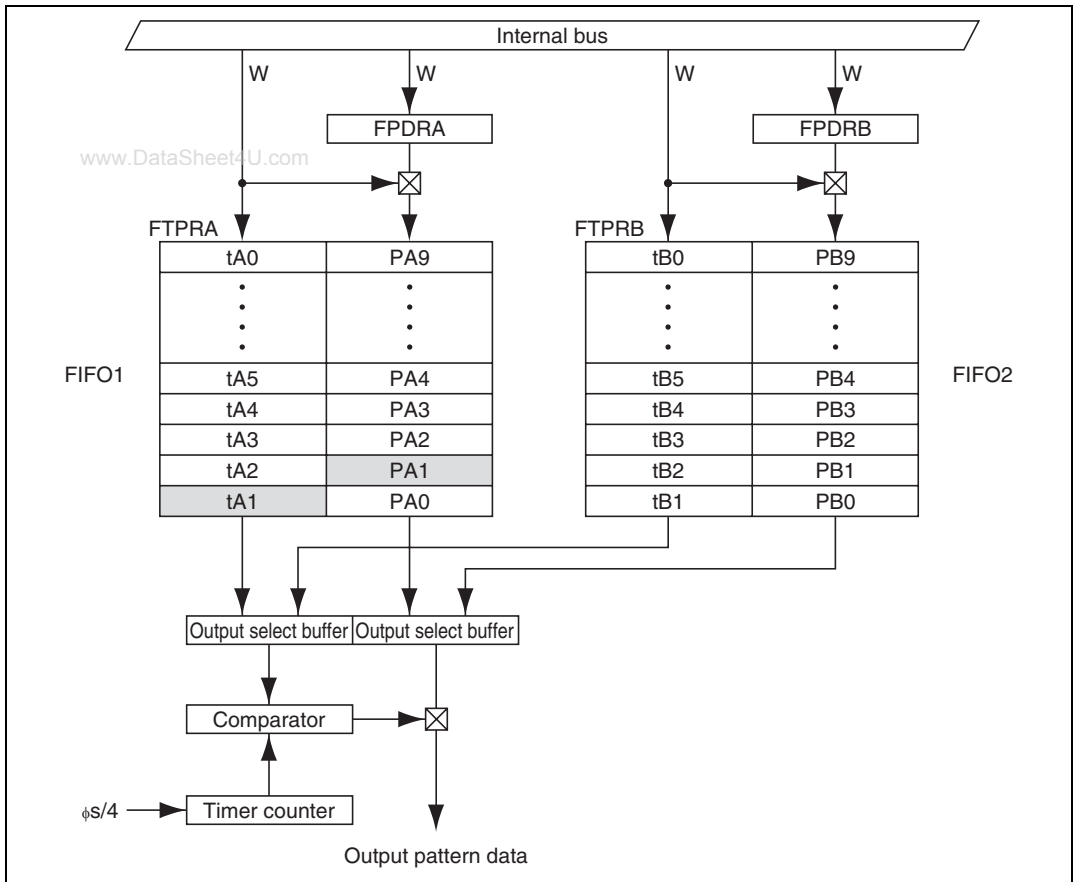 Internal bus
W W W W
FPDRA FPDRB
www.DataSheet4U.com
FTPRA FTPRB
tA0 PA9 tB0 PB9
FIFO1 tA5 PA4 tB5 PB4 FIFO2
tA4 PA3 tB4 PB3
tA3 PA2 tB3 PB2
tA2 PA1 tB2 PB1
tA1 PA0 tB1 PB0
Output select buffer Output select buffer
Comparator
φs/4 Timer counter
Output pattern data